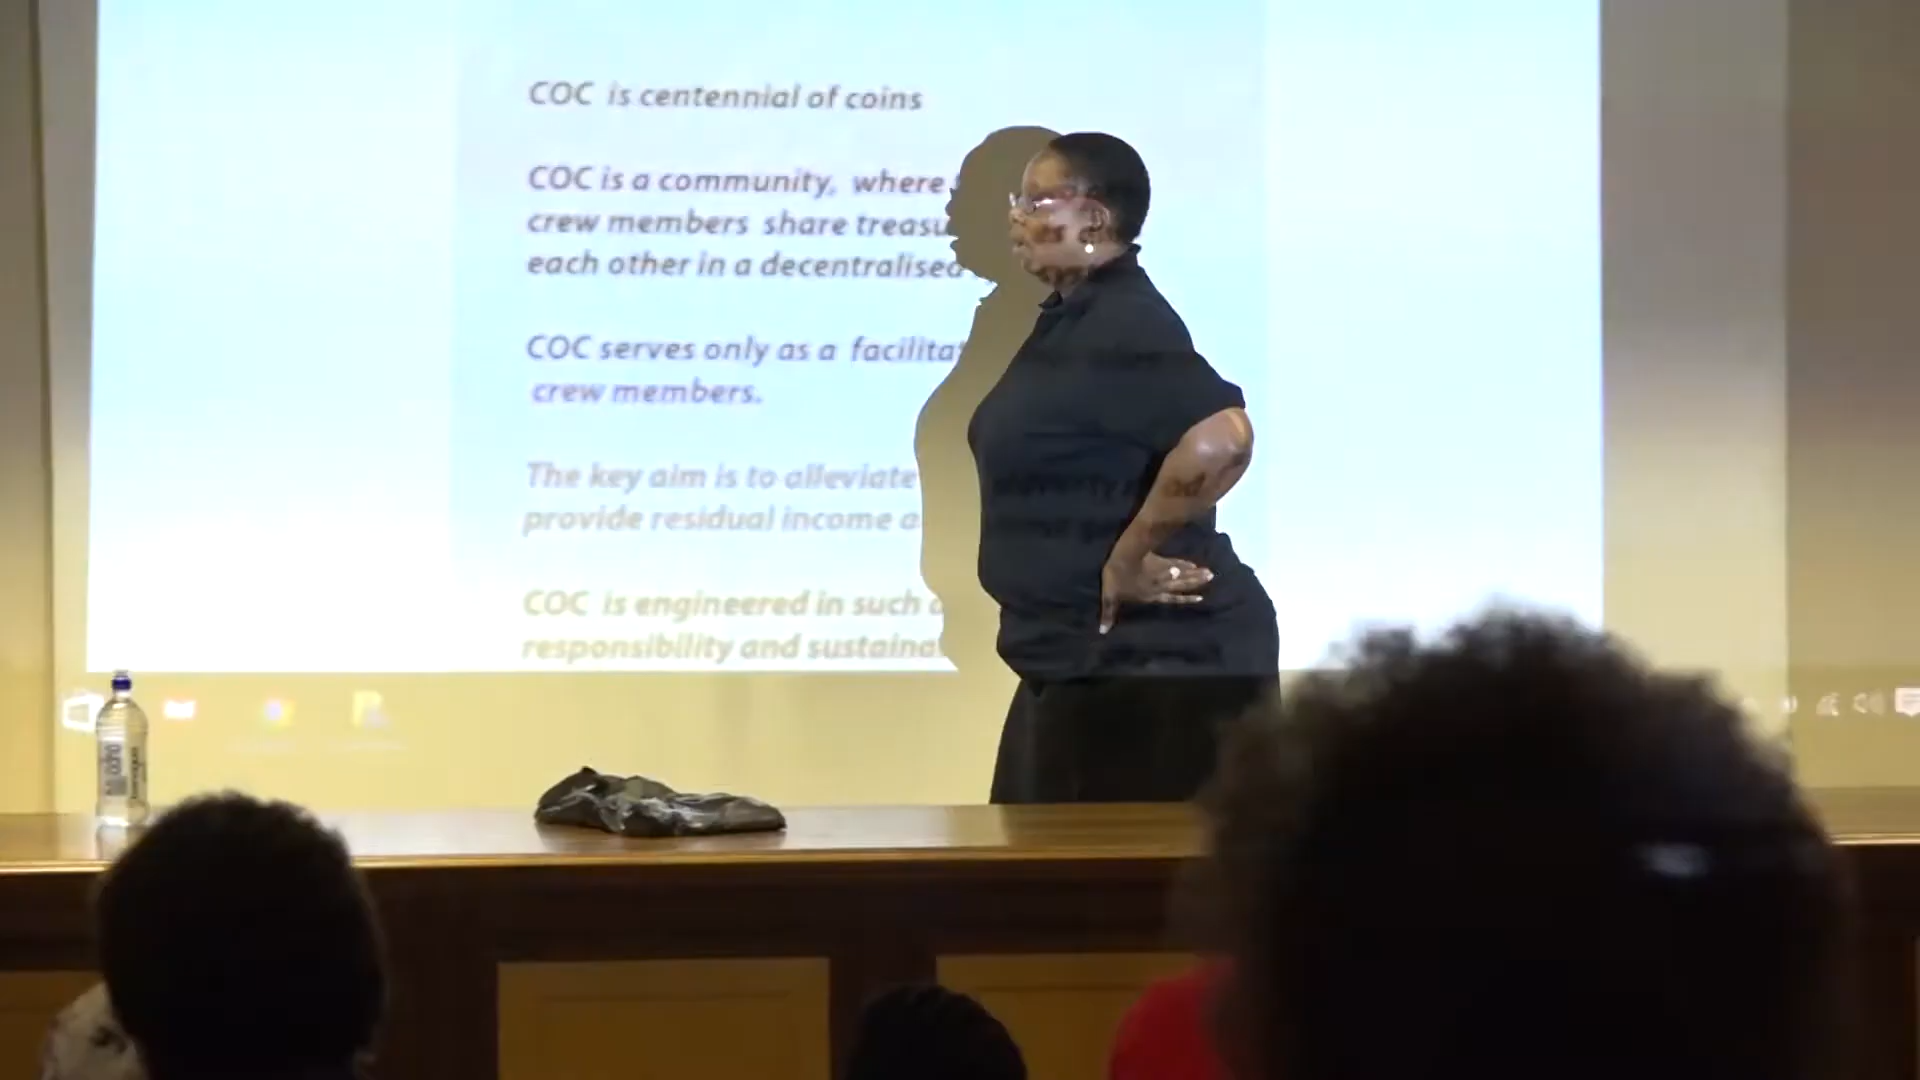 COC is centennial of coins
COC is a community, where
crew members share treasu
each other in a decentralised
COC serves only as a facilita
crew members.
The key aim is to alleviate
provide residual income a
COC is engineered in such a
responsibility and sustaina